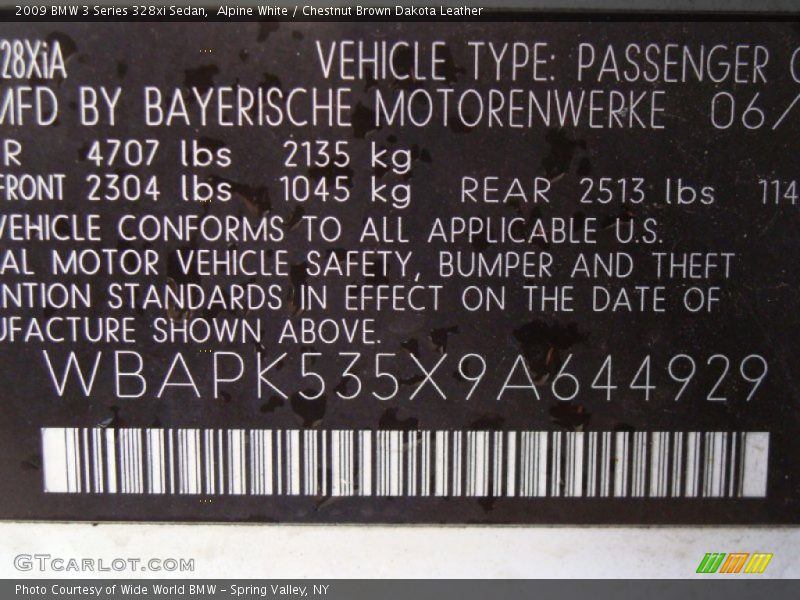 2009 BMW 3 Series 328xi Sedan,  Alpine White / Chestnut Brown Dakota Leather
28XiA VEHICLE TYPE: PASSENGER C
MFD BY BAYERISCHE MOTORENWERKE 06/
R 4707 lbs 2135 kg
FRONT 2304 lbs 1045 kg REAR 2513 lbs 114
VEHICLE CONFORMS TO ALL APPLICABLE U.S.
AL MOTOR VEHICLE SAFETY, BUMPER AND THEFT
NTION STANDARDS IN EFFECT ON THE DATE OF
UFACTURE SHOWN ABOVE.
WBAPK535X9A644929
GTCARLOT.COM
Photo Courtesy of Wide World BMW - Spring Valley, NY